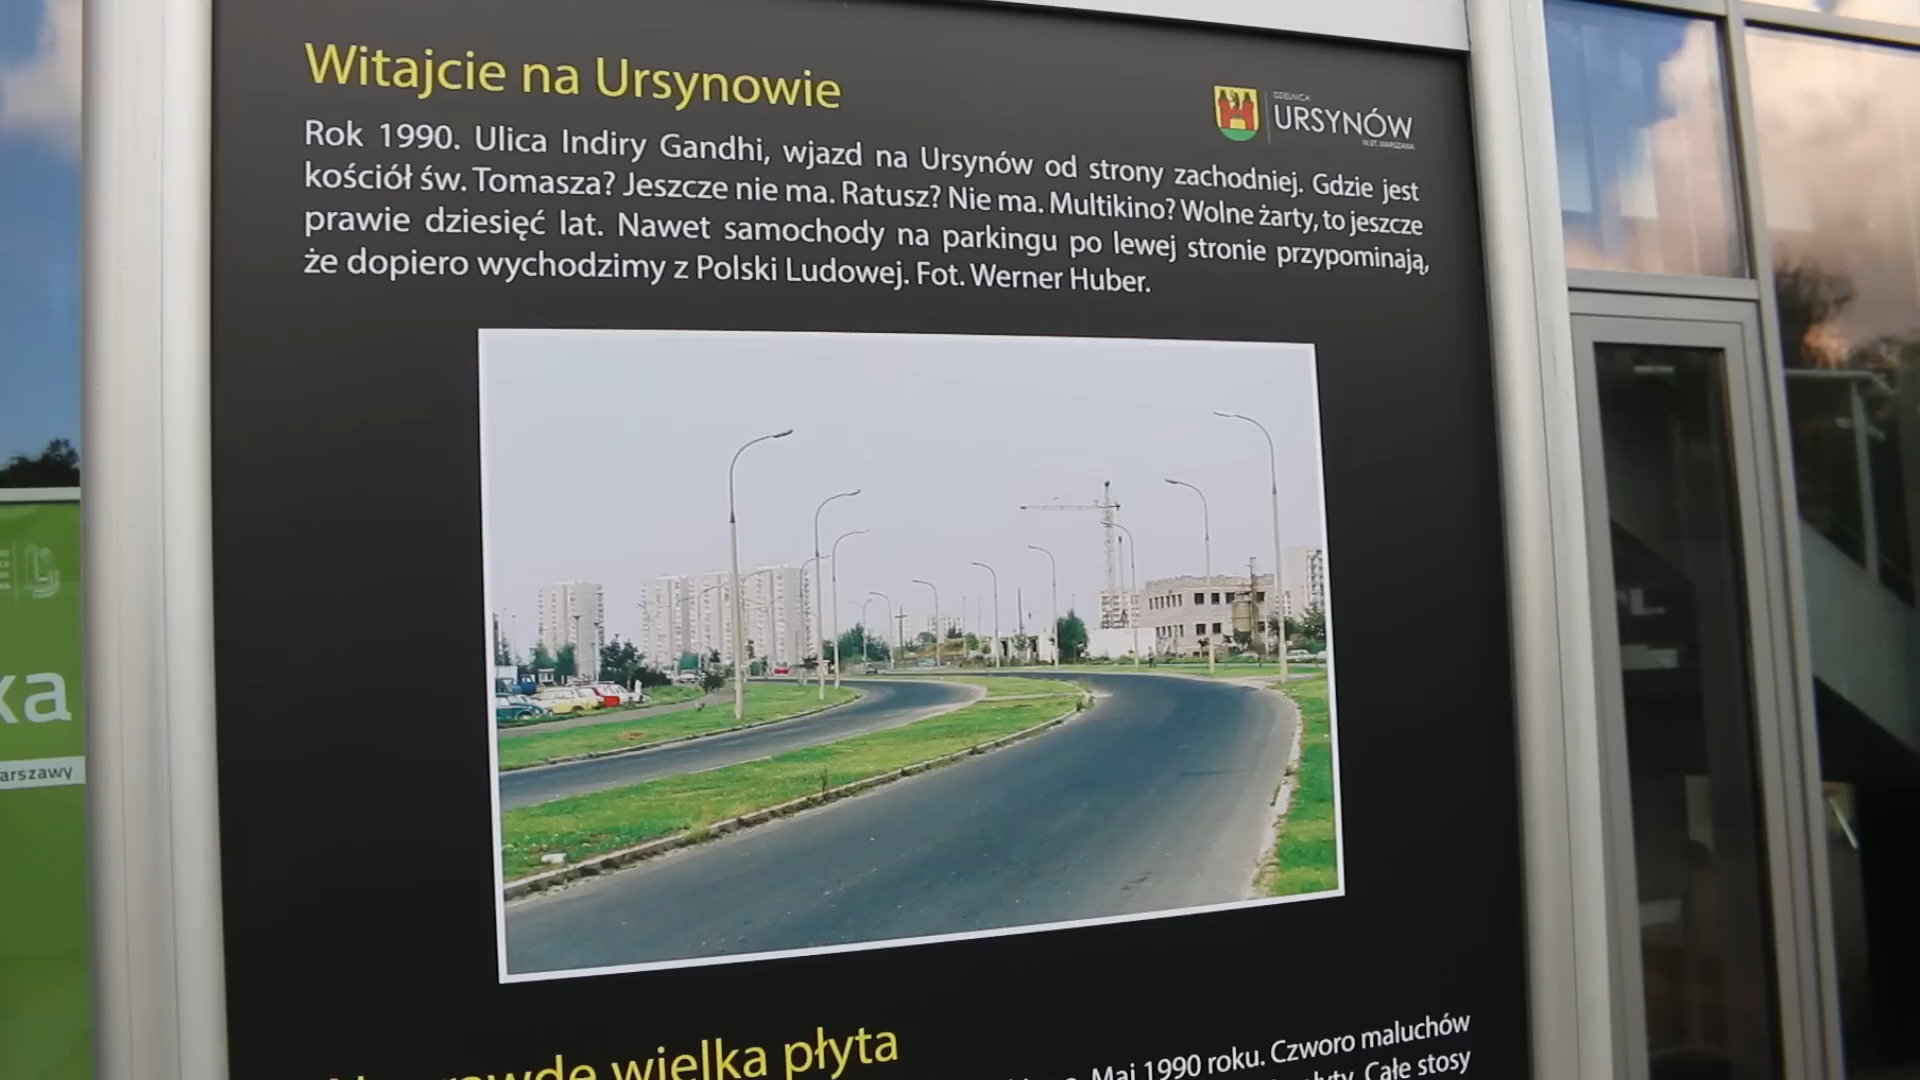 Witajcie na Ursynowie
DZIELNICA
URSYNÓW
M.ST. WARSZAWA
Rok 1990. Ulica Indiry Gandhi, wjazd na Ursynów od strony zachodniej. Gdzie jest
kościół św. Tomasza? Jeszcze nie ma. Ratusz? Nie ma. Multikino? Wolne żarty, to jeszcze
prawie dziesięć lat. Nawet samochody na parkingu po lewej stronie przypominają,
że dopiero wychodzimy z Polski Ludowej. Fot. Werner Huber.
ka
arszawy
wielka płyta
Maj 1990 roku. Czworo maluchów
Całe stosy